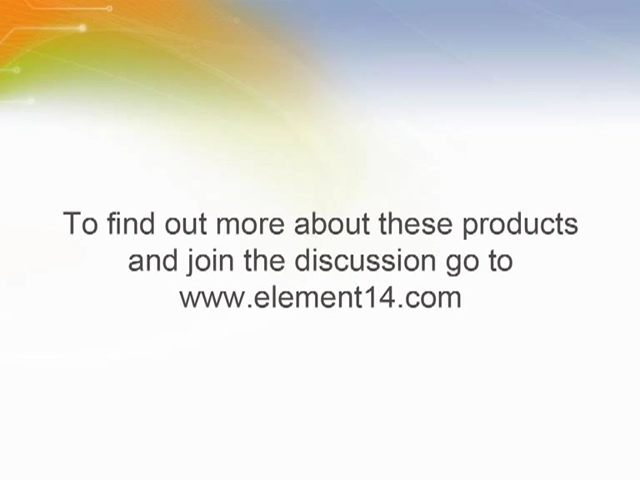 To find out more about these products
and join the discussion go to
www.element14.com